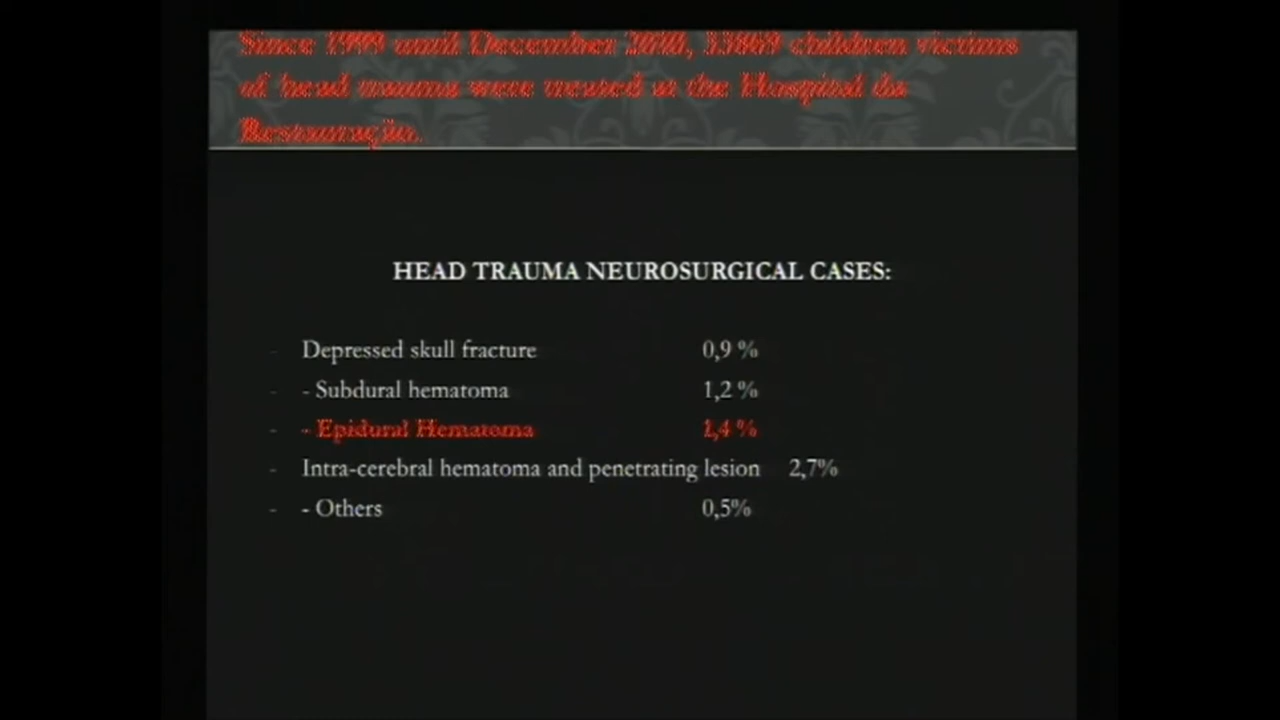 Since 1999 until December children victims
of head trauma were treated at the Hospital da
Restauração.
HEAD TRAUMA NEUROSURGICAL CASES:
- Depressed skull fracture 0,9 %
- - Subdural hematoma 1,2 %
- - Epidural Hematoma 1,4 %
- Intra-cerebral hematoma and penetrating lesion 2,7%
- - Others 0,5%